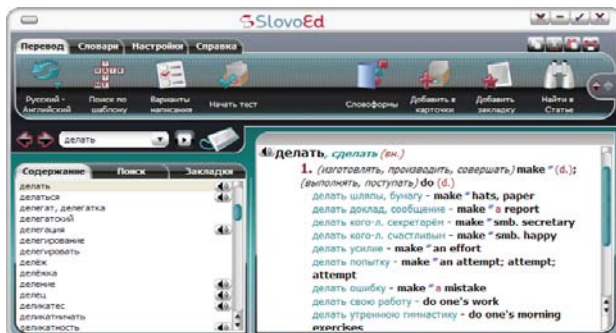 SlovoEd
Перевод Словари Настройки Справка
Русский - Английский
Поиск по шаблону
Варианты написания
Начать тест
Словоформы
Добавить в карточки
Добавить закладку
Найти в Статье
делать
Содержание Поиск Закладки
делать
делаться
делегат, делегатка
делегатский
делегация
делегирование
делегировать
делёж
делёжка
деление
делец
деликатес
деликатничать
деликатность
делать, сделать (вн.)
1. (изготовлять, производить, совершать) make * (d.);
(выполнять, поступать) do (d.)
делать шляпы, бумагу - make * hats, paper
делать доклад, сообщение - make * a report
делать кого-л. секретарём - make * smb. secretary
делать кого-л. счастливым - make * smb. happy
делать усилие - make * an effort
делать попытку - make * an attempt; attempt;
attempt
делать ошибку - make * a mistake
делать свою работу - do one's work
делать утреннюю гимнастику - do one's morning
exercises